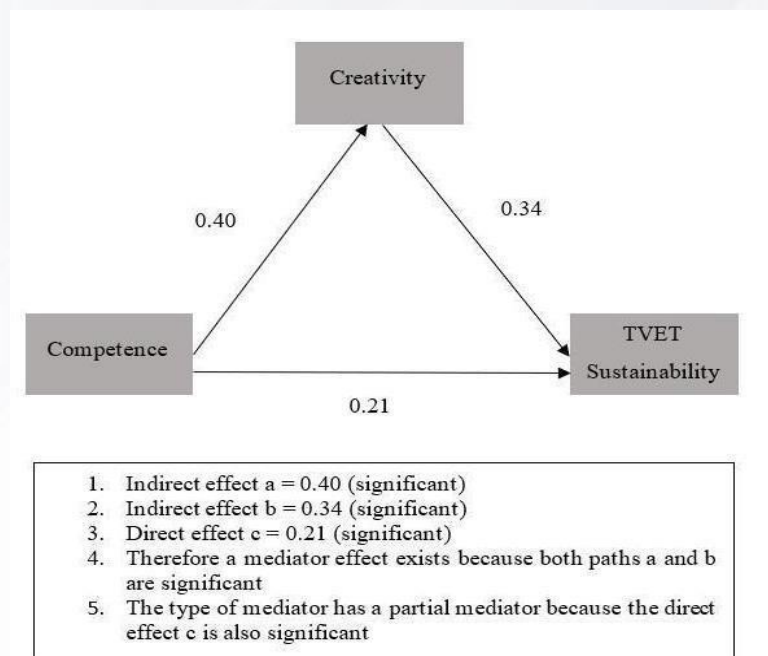 Creativity
0.40
0.34
Competence
TVET
Sustainability
0.21
1. Indirect effect a = 0.40 (significant)
2. Indirect effect b = 0.34 (significant)
3. Direct effect c = 0.21 (significant)
4. Therefore a mediator effect exists because both paths a and b
are significant
5. The type of mediator has a partial mediator because the direct
effect c is also significant